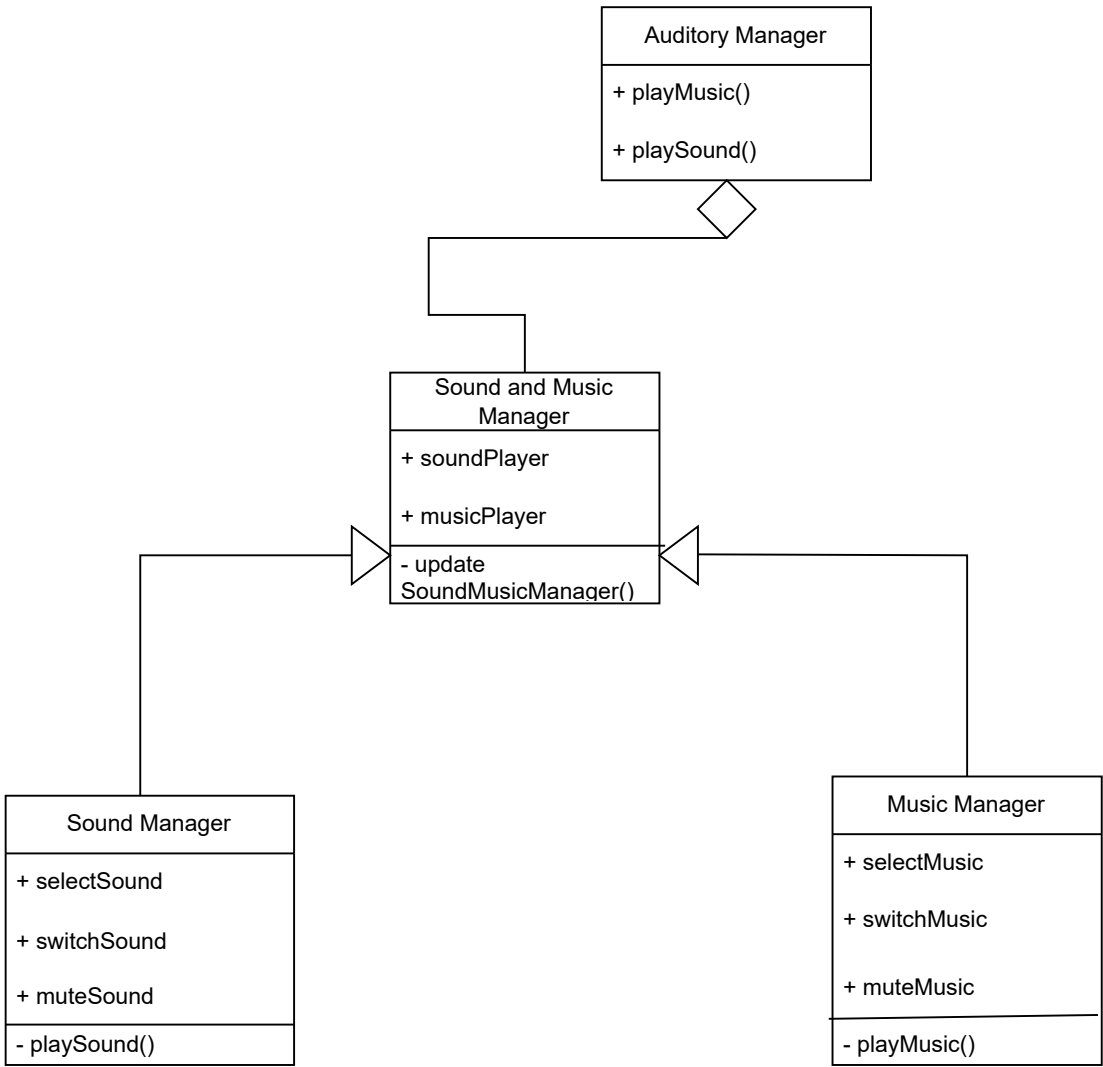 Auditory Manager
+ playMusic()
+ playSound()
Sound and Music
Manager
+ soundPlayer
+ musicPlayer
- update
SoundMusicManager()
Sound Manager
+ selectSound
+ switchSound
+ muteSound
- playSound()
Music Manager
+ selectMusic
+ switchMusic
+ muteMusic
- playMusic()